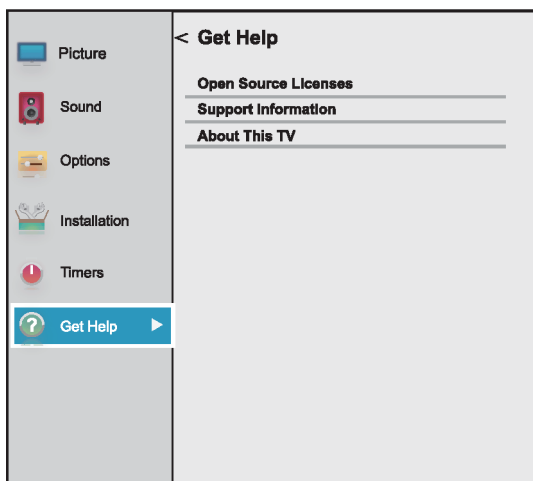 Picture
Sound
Options
Installation
Timers
Get Help
< Get Help
Open Source Licenses
Support Information
About This TV